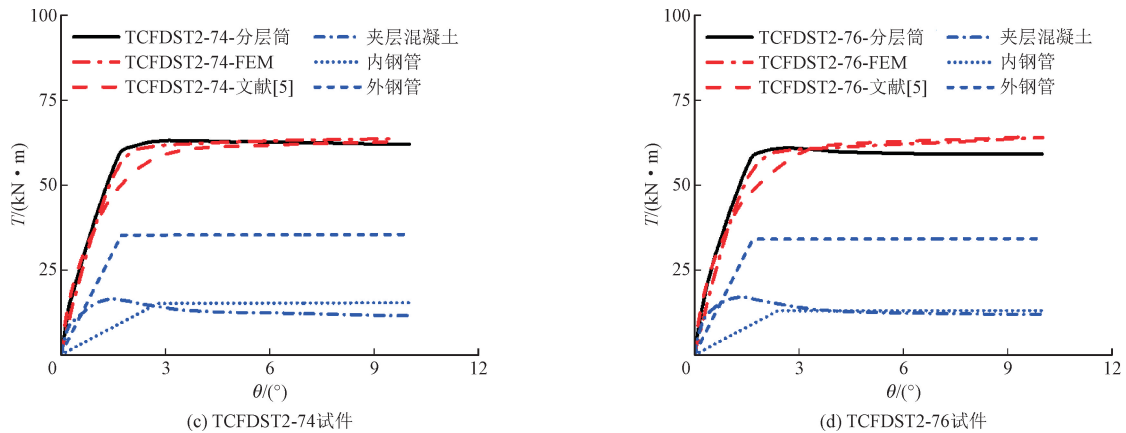 100
75
50
25
0
3
6
9
12
T/(kN・m)
θ/(°)
TCFDST2-74-分层筒
TCFDST2-74-FEM
TCFDST2-74-文献[5]
夹层混凝土
内钢管
外钢管
(c) TCFDST2-74试件
100
75
50
25
0
3
6
9
12
T/(kN・m)
θ/(°)
TCFDST2-76-分层筒
TCFDST2-76-FEM
TCFDST2-76-文献[5]
夹层混凝土
内钢管
外钢管
(d) TCFDST2-76试件